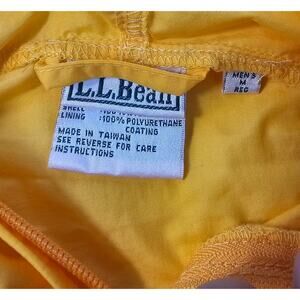 L.L.Bean
SHELL
LINING :100% POLYURETHANE
COATING
MADE IN TAIWAN
SEE REVERSE FOR CARE
INSTRUCTIONS
MEN'S
M
REG